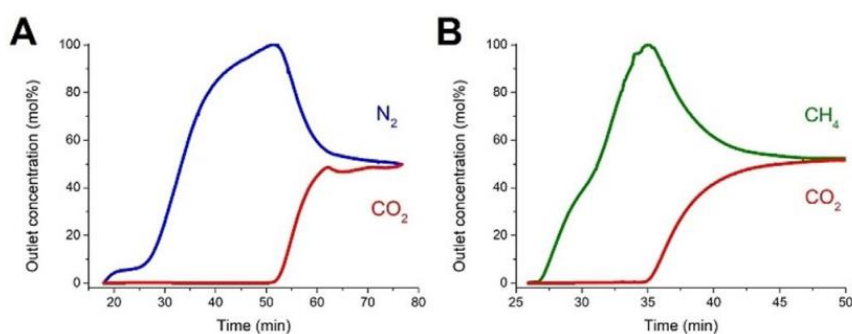 A
Outlet concentration (mol%)
100
80
60
40
20
0
N₂
CO₂
20 30 40 50 60 70 80
Time (min)
B
Outlet concentration (mol%)
100
80
60
40
20
0
CH₄
CO₂
25 30 35 40 45 50
Time (min)